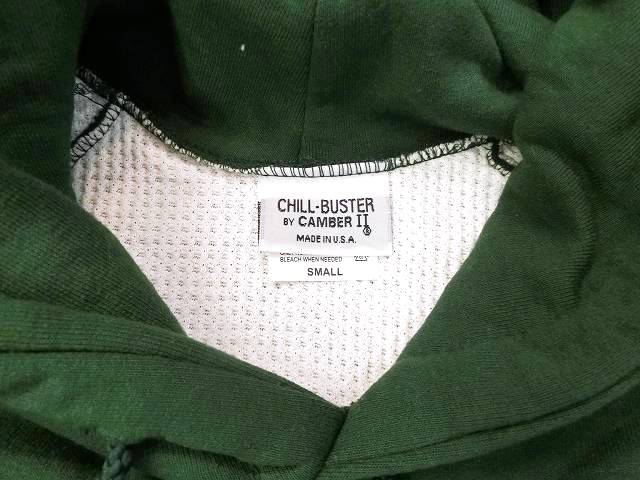 CHILL-BUSTER
BY CAMBER II
MADE IN U.S.A.
BLEACH WHEN NEEDED
SMALL